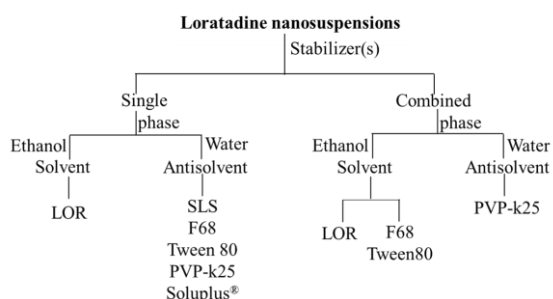 Loratadine nanosuspensions
Stabilizer(s)
Single
phase
Ethanol
Solvent
LOR
Water
Antisolvent
SLS
F68
Tween 80
PVP-k25
Soluplus®
Combined
phase
Ethanol
Solvent
LOR
F68
Tween80
Water
Antisolvent
PVP-k25